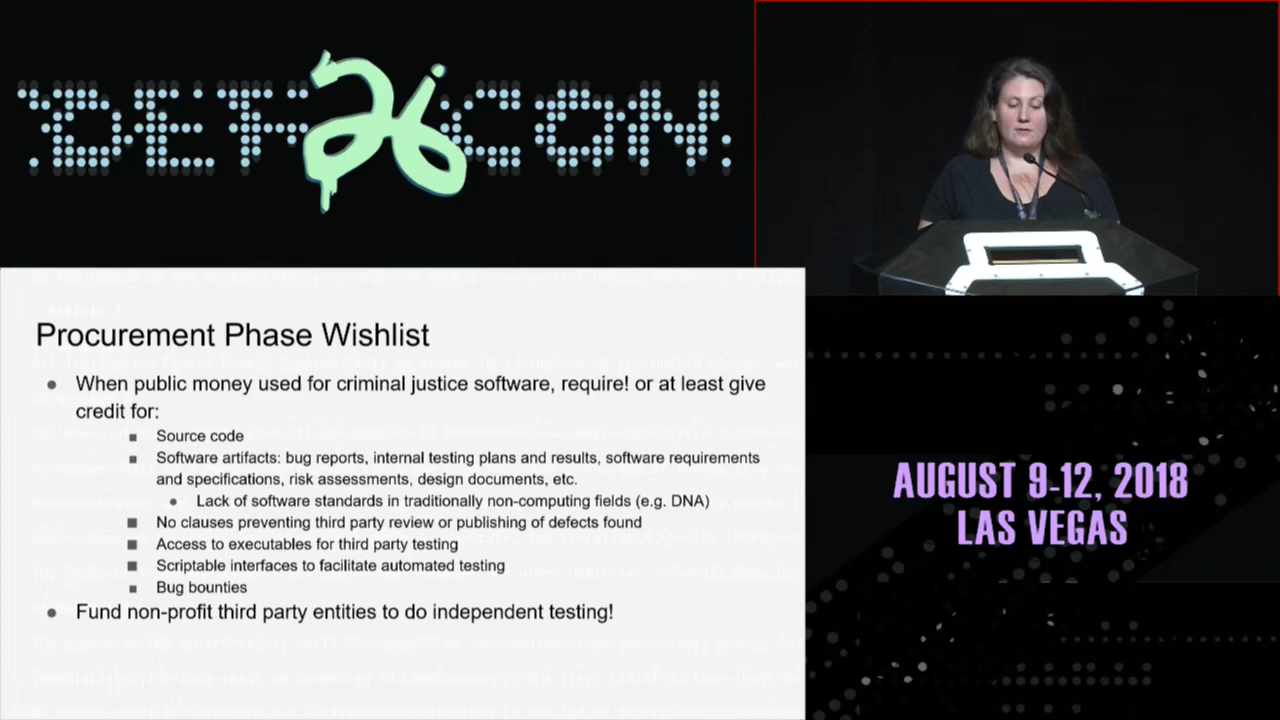 DEF 26 CON
Procurement Phase Wishlist
● When public money used for criminal justice software, require! or at least give
credit for:
■ Source code
■ Software artifacts: bug reports, internal testing plans and results, software requirements
and specifications, risk assessments, design documents, etc.
● Lack of software standards in traditionally non-computing fields (e.g. DNA)
■ No clauses preventing third party review or publishing of defects found
■ Access to executables for third party testing
■ Scriptable interfaces to facilitate automated testing
■ Bug bounties
● Fund non-profit third party entities to do independent testing!
AUGUST 9-12, 2018
LAS VEGAS